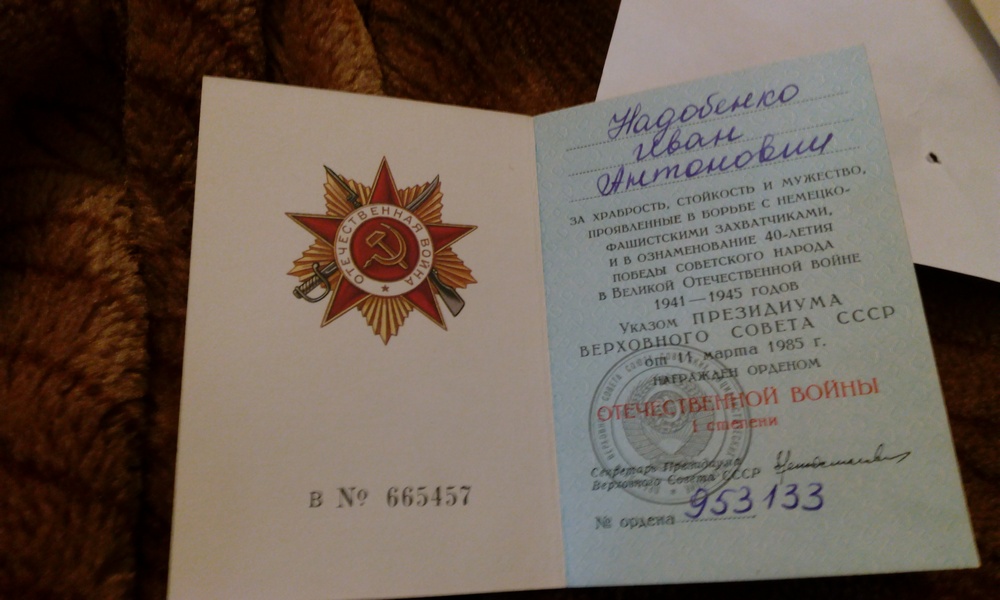 ОТЕЧЕСТВЕННАЯ ВОЙНА
В № 665457
Надобенко
Иван
Антонович
ЗА ХРАБРОСТЬ, СТОЙКОСТЬ И МУЖЕСТВО,
ПРОЯВЛЕННЫЕ В БОРЬБЕ С НЕМЕЦКО-
ФАШИСТСКИМИ ЗАХВАТЧИКАМИ,
И В ОЗНАМЕНОВАНИЕ 40-ЛЕТИЯ
ПОБЕДЫ СОВЕТСКОГО НАРОДА
В ВЕЛИКОЙ ОТЕЧЕСТВЕННОЙ ВОЙНЕ
1941—1945 ГОДОВ
УКАЗОМ ПРЕЗИДИУМА
ВЕРХОВНОГО СОВЕТА СССР
от 11 марта 1985 г.
НАГРАЖДЕН ОРДЕНОМ
ОТЕЧЕСТВЕННОЙ ВОЙНЫ
I степени
Секретарь Президиума
Верховного Совета СССР
№ ордена 953133